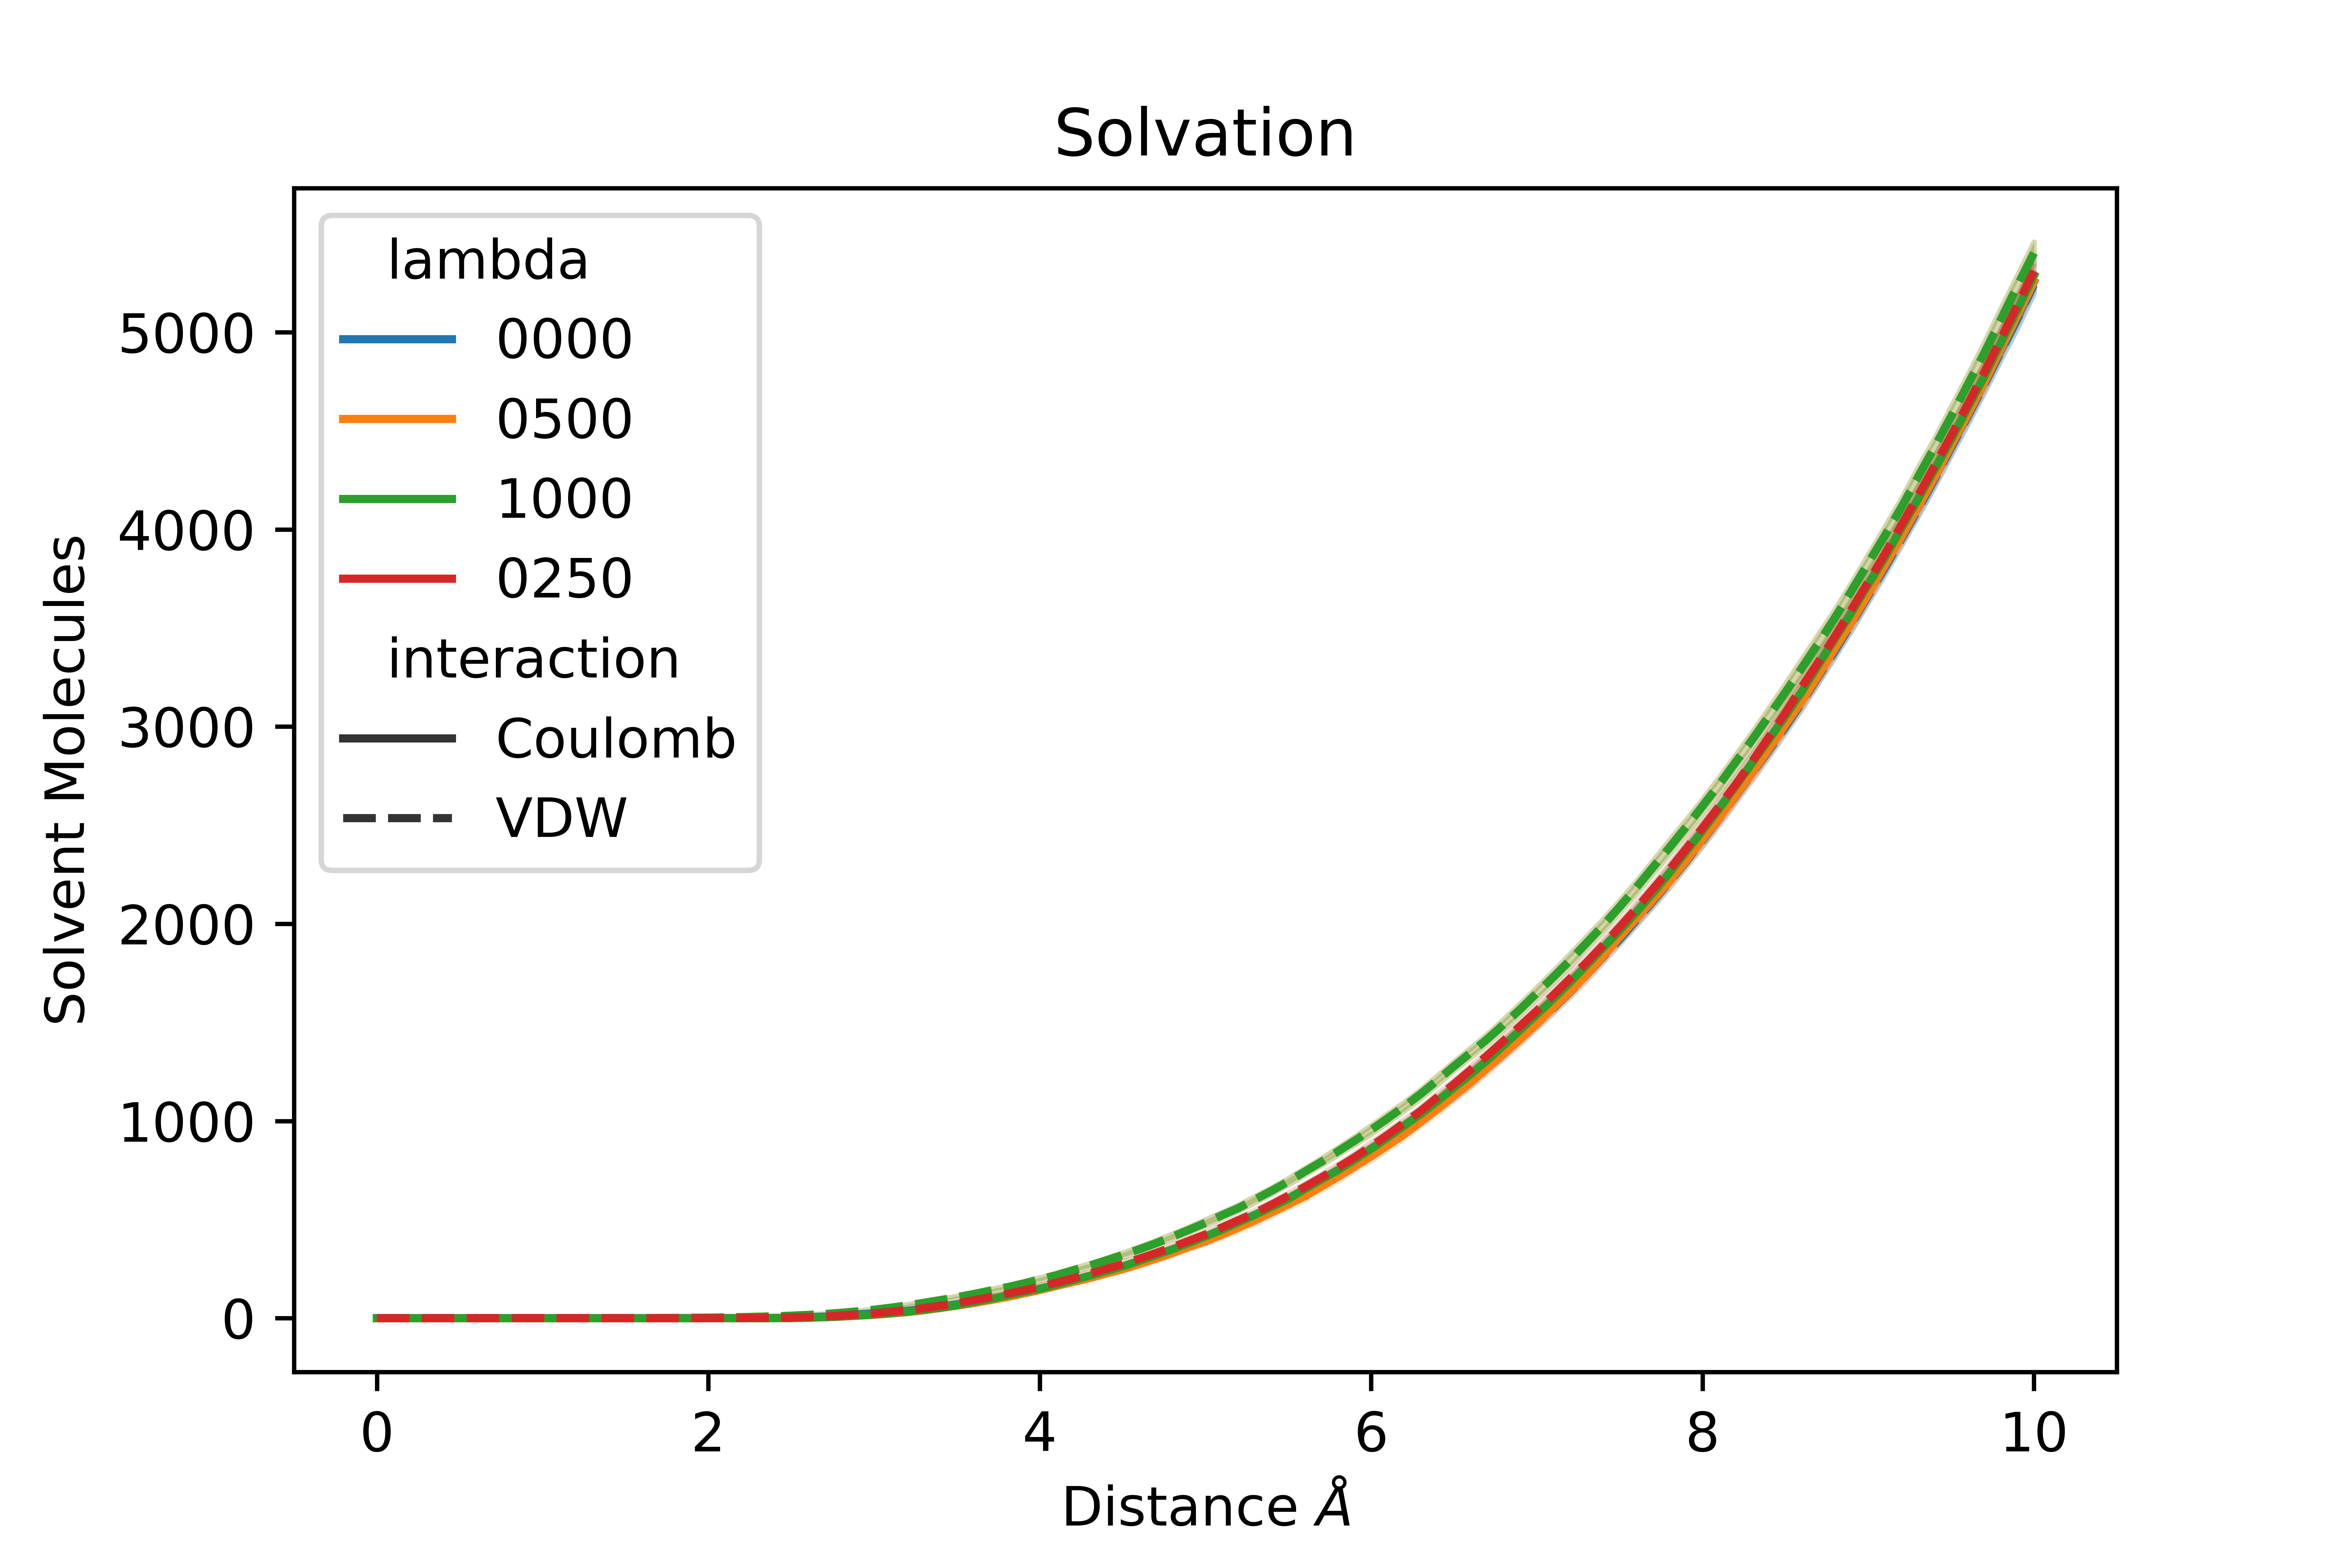 Solvation
lambda
0000
0500
1000
0250
interaction
Coulomb
VDW
5000
4000
3000
2000
1000
0
Solvent Molecules
0 2 4 6 8 10
Distance Å